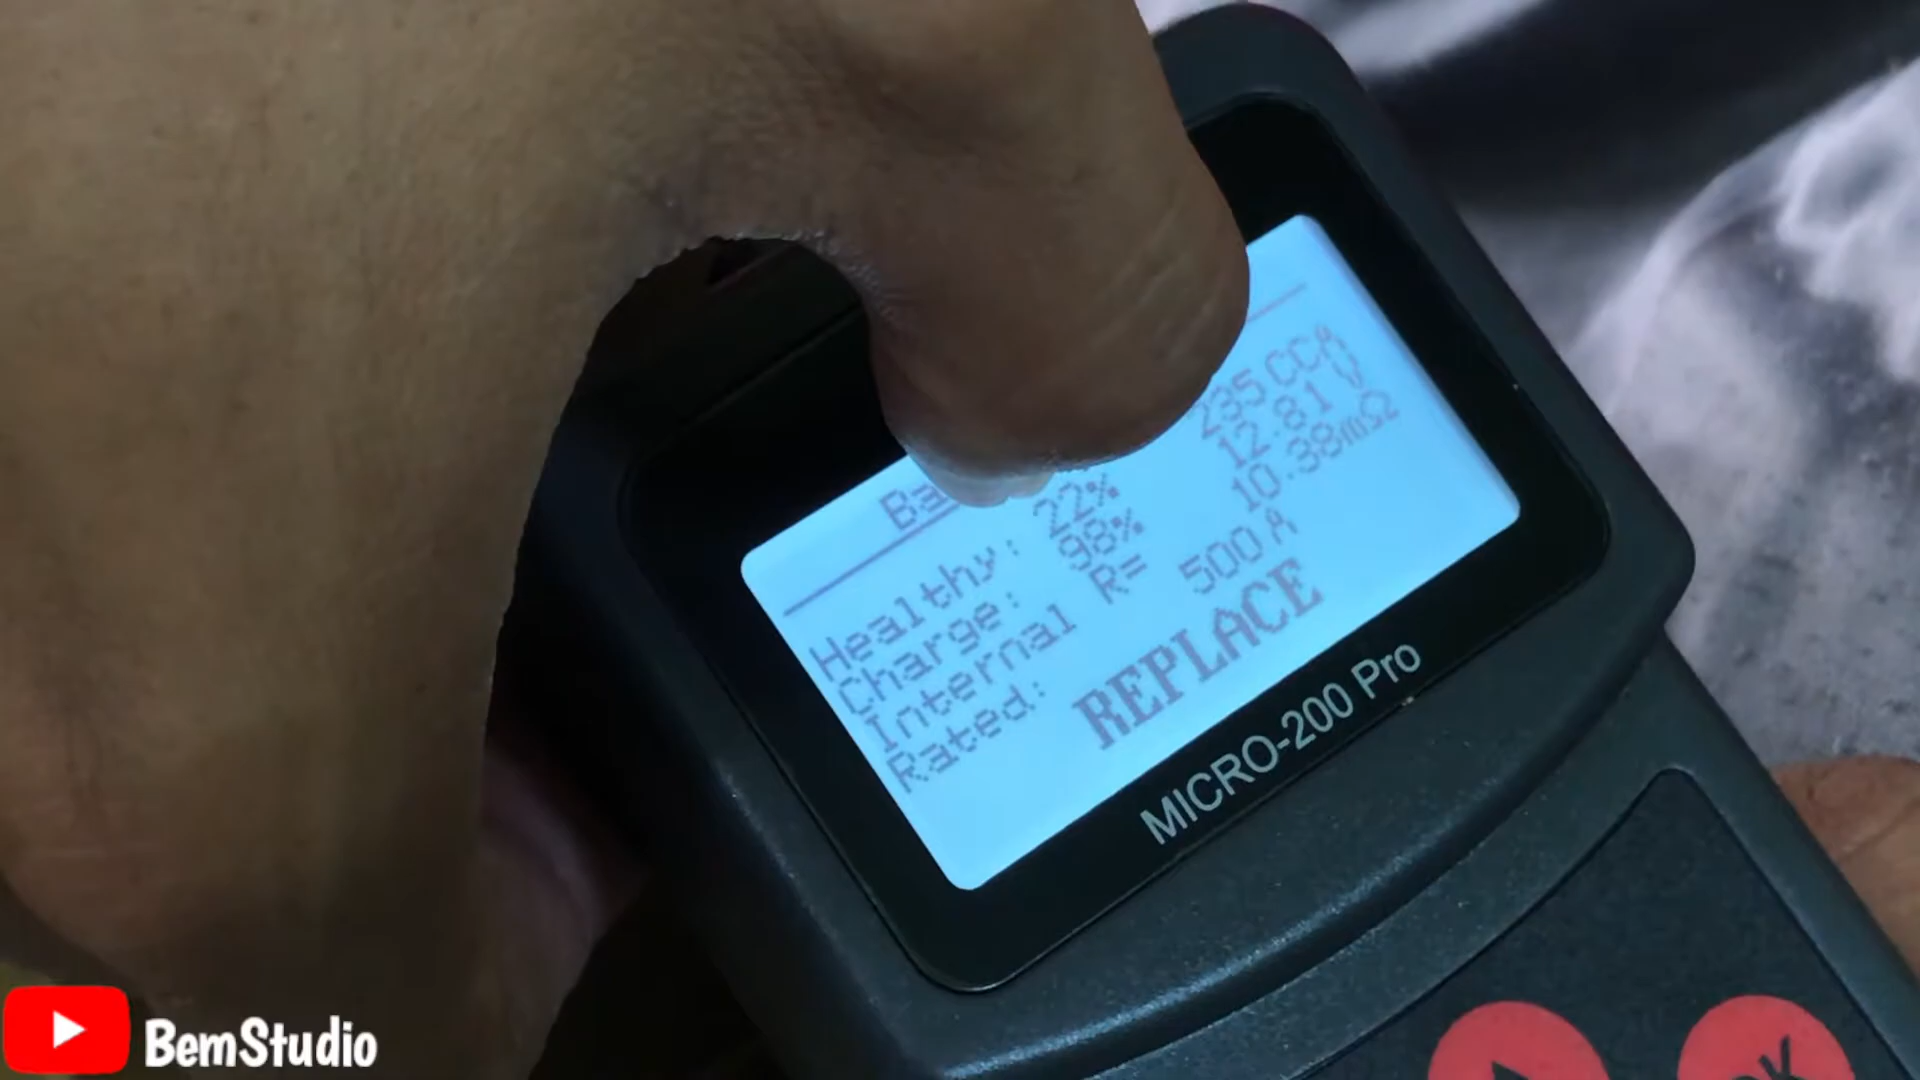 Healthy: 22% 235 CCA
Charge: 98% 12.81 V
Internal R= 10.38mΩ
Rated: 500 A
REPLACE
MICRO-200 Pro
BemStudio